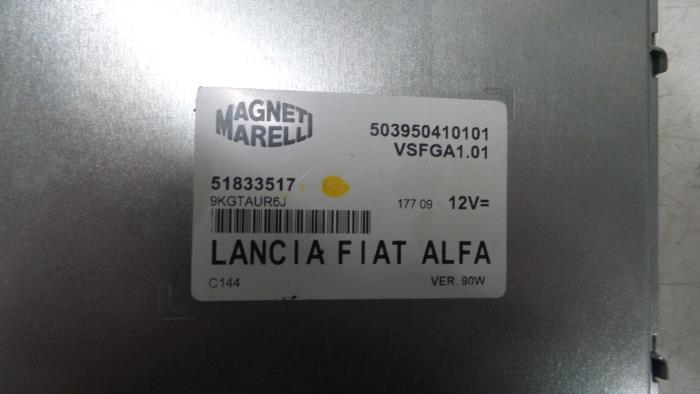 MAGNETI
MARELLI
503950410101
VSFGA1.01
51833517
9KGTAUR6J
177 09 12V=
LANCIA FIAT ALFA
C144 VER. 90W